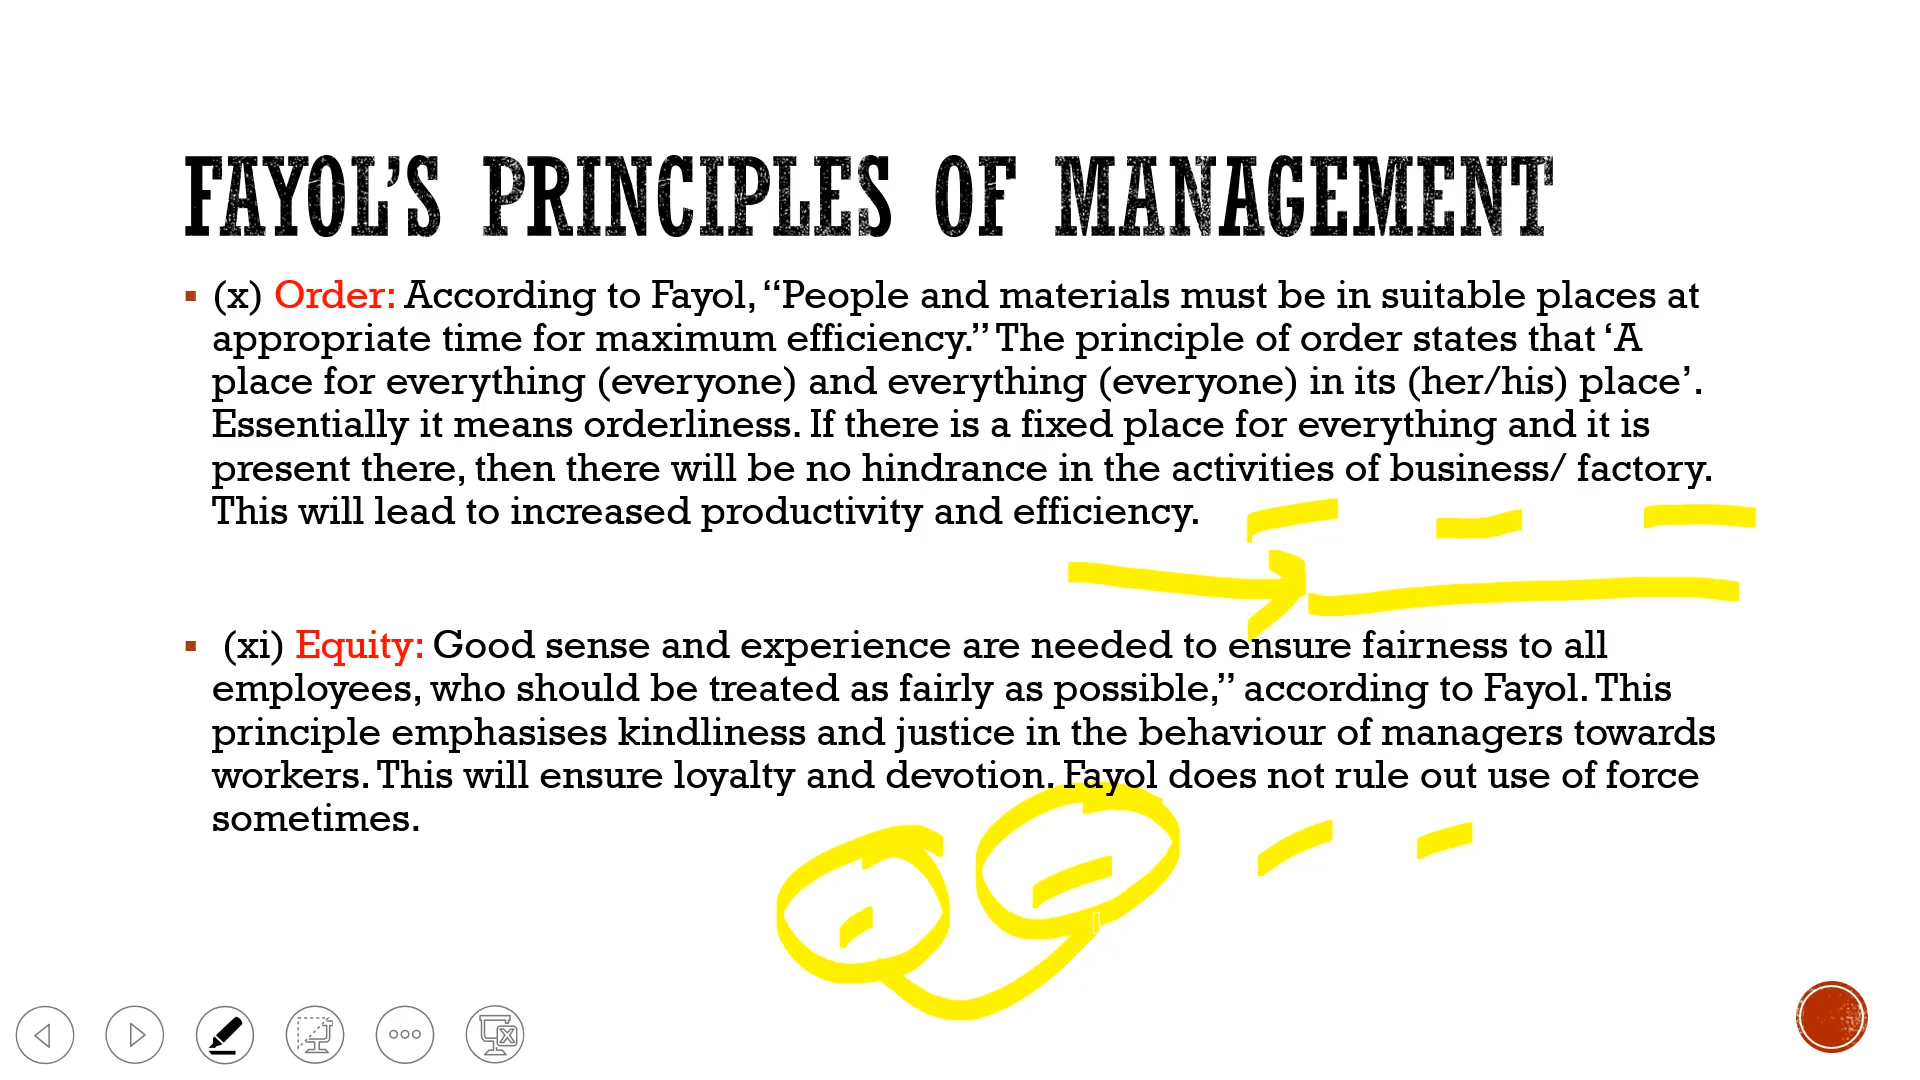 FAYOL’S PRINCIPLES OF MANAGEMENT
▪ (x) Order: According to Fayol, “People and materials must be in suitable places at
appropriate time for maximum efficiency.” The principle of order states that ‘A
place for everything (everyone) and everything (everyone) in its (her/his) place’.
Essentially it means orderliness. If there is a fixed place for everything and it is
present there, then there will be no hindrance in the activities of business/ factory.
This will lead to increased productivity and efficiency.
▪ (xi) Equity: Good sense and experience are needed to ensure fairness to all
employees, who should be treated as fairly as possible,” according to Fayol. This
principle emphasises kindliness and justice in the behaviour of managers towards
workers. This will ensure loyalty and devotion. Fayol does not rule out use of force
sometimes.